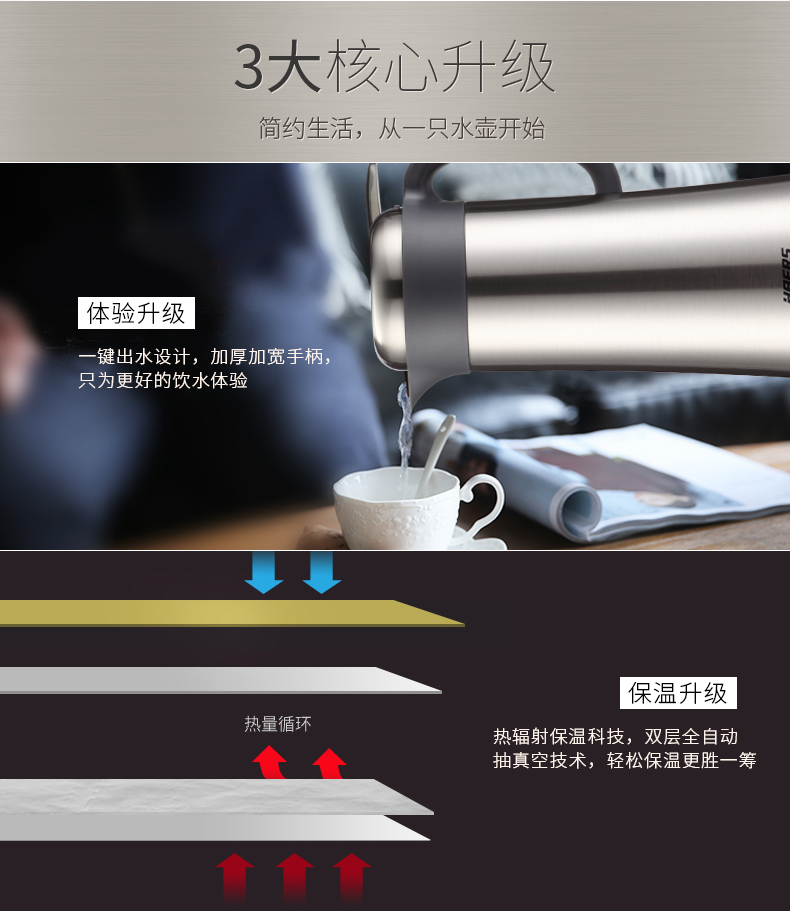 3大核心升级
简约生活，从一只水壶开始
HAERS
体验升级
一键出水设计，加厚加宽手柄，
只为更好的饮水体验
保温升级
热量循环
热辐射保温科技，双层全自动
抽真空技术，轻松保温更胜一筹